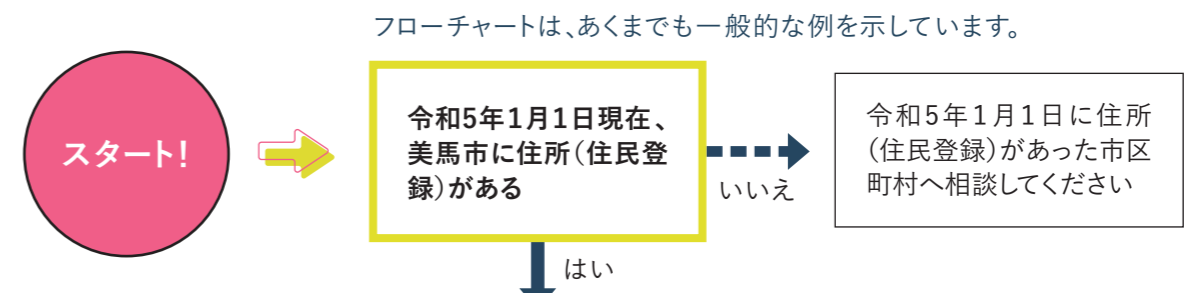 フローチャートは、あくまでも一般的な例を示しています。
スタート!
令和5年1月1日現在、
美馬市に住所(住民登
録)がある
いいえ
令和5年1月1日に住所
(住民登録)があった市区
町村へ相談してください
はい